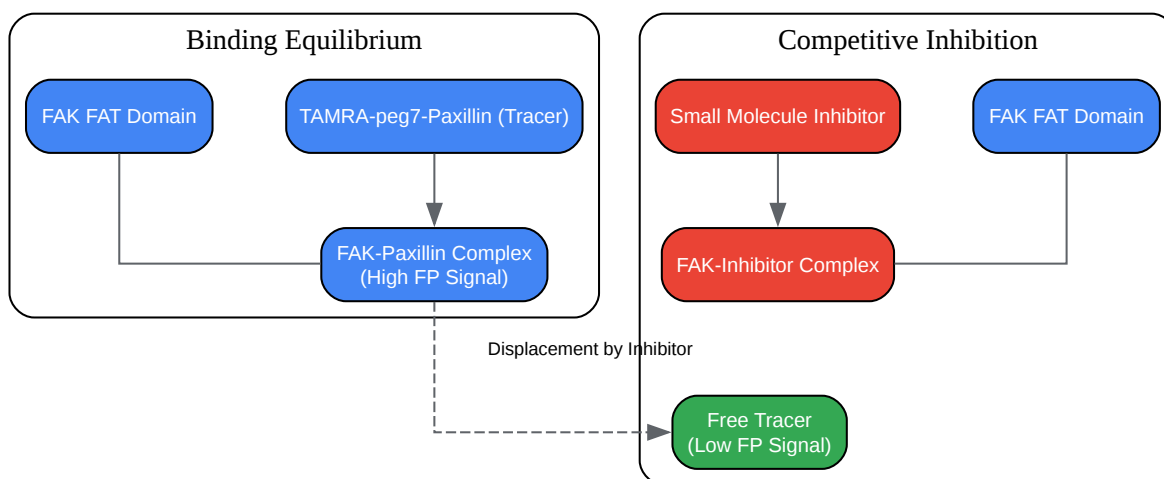 Binding Equilibrium
FAK FAT Domain
TAMRA-peg7-Paxillin (Tracer)
FAK-Paxillin Complex
(High FP Signal)
Competitive Inhibition
Small Molecule Inhibitor
FAK FAT Domain
FAK-Inhibitor Complex
Displacement by Inhibitor
Free Tracer
(Low FP Signal)